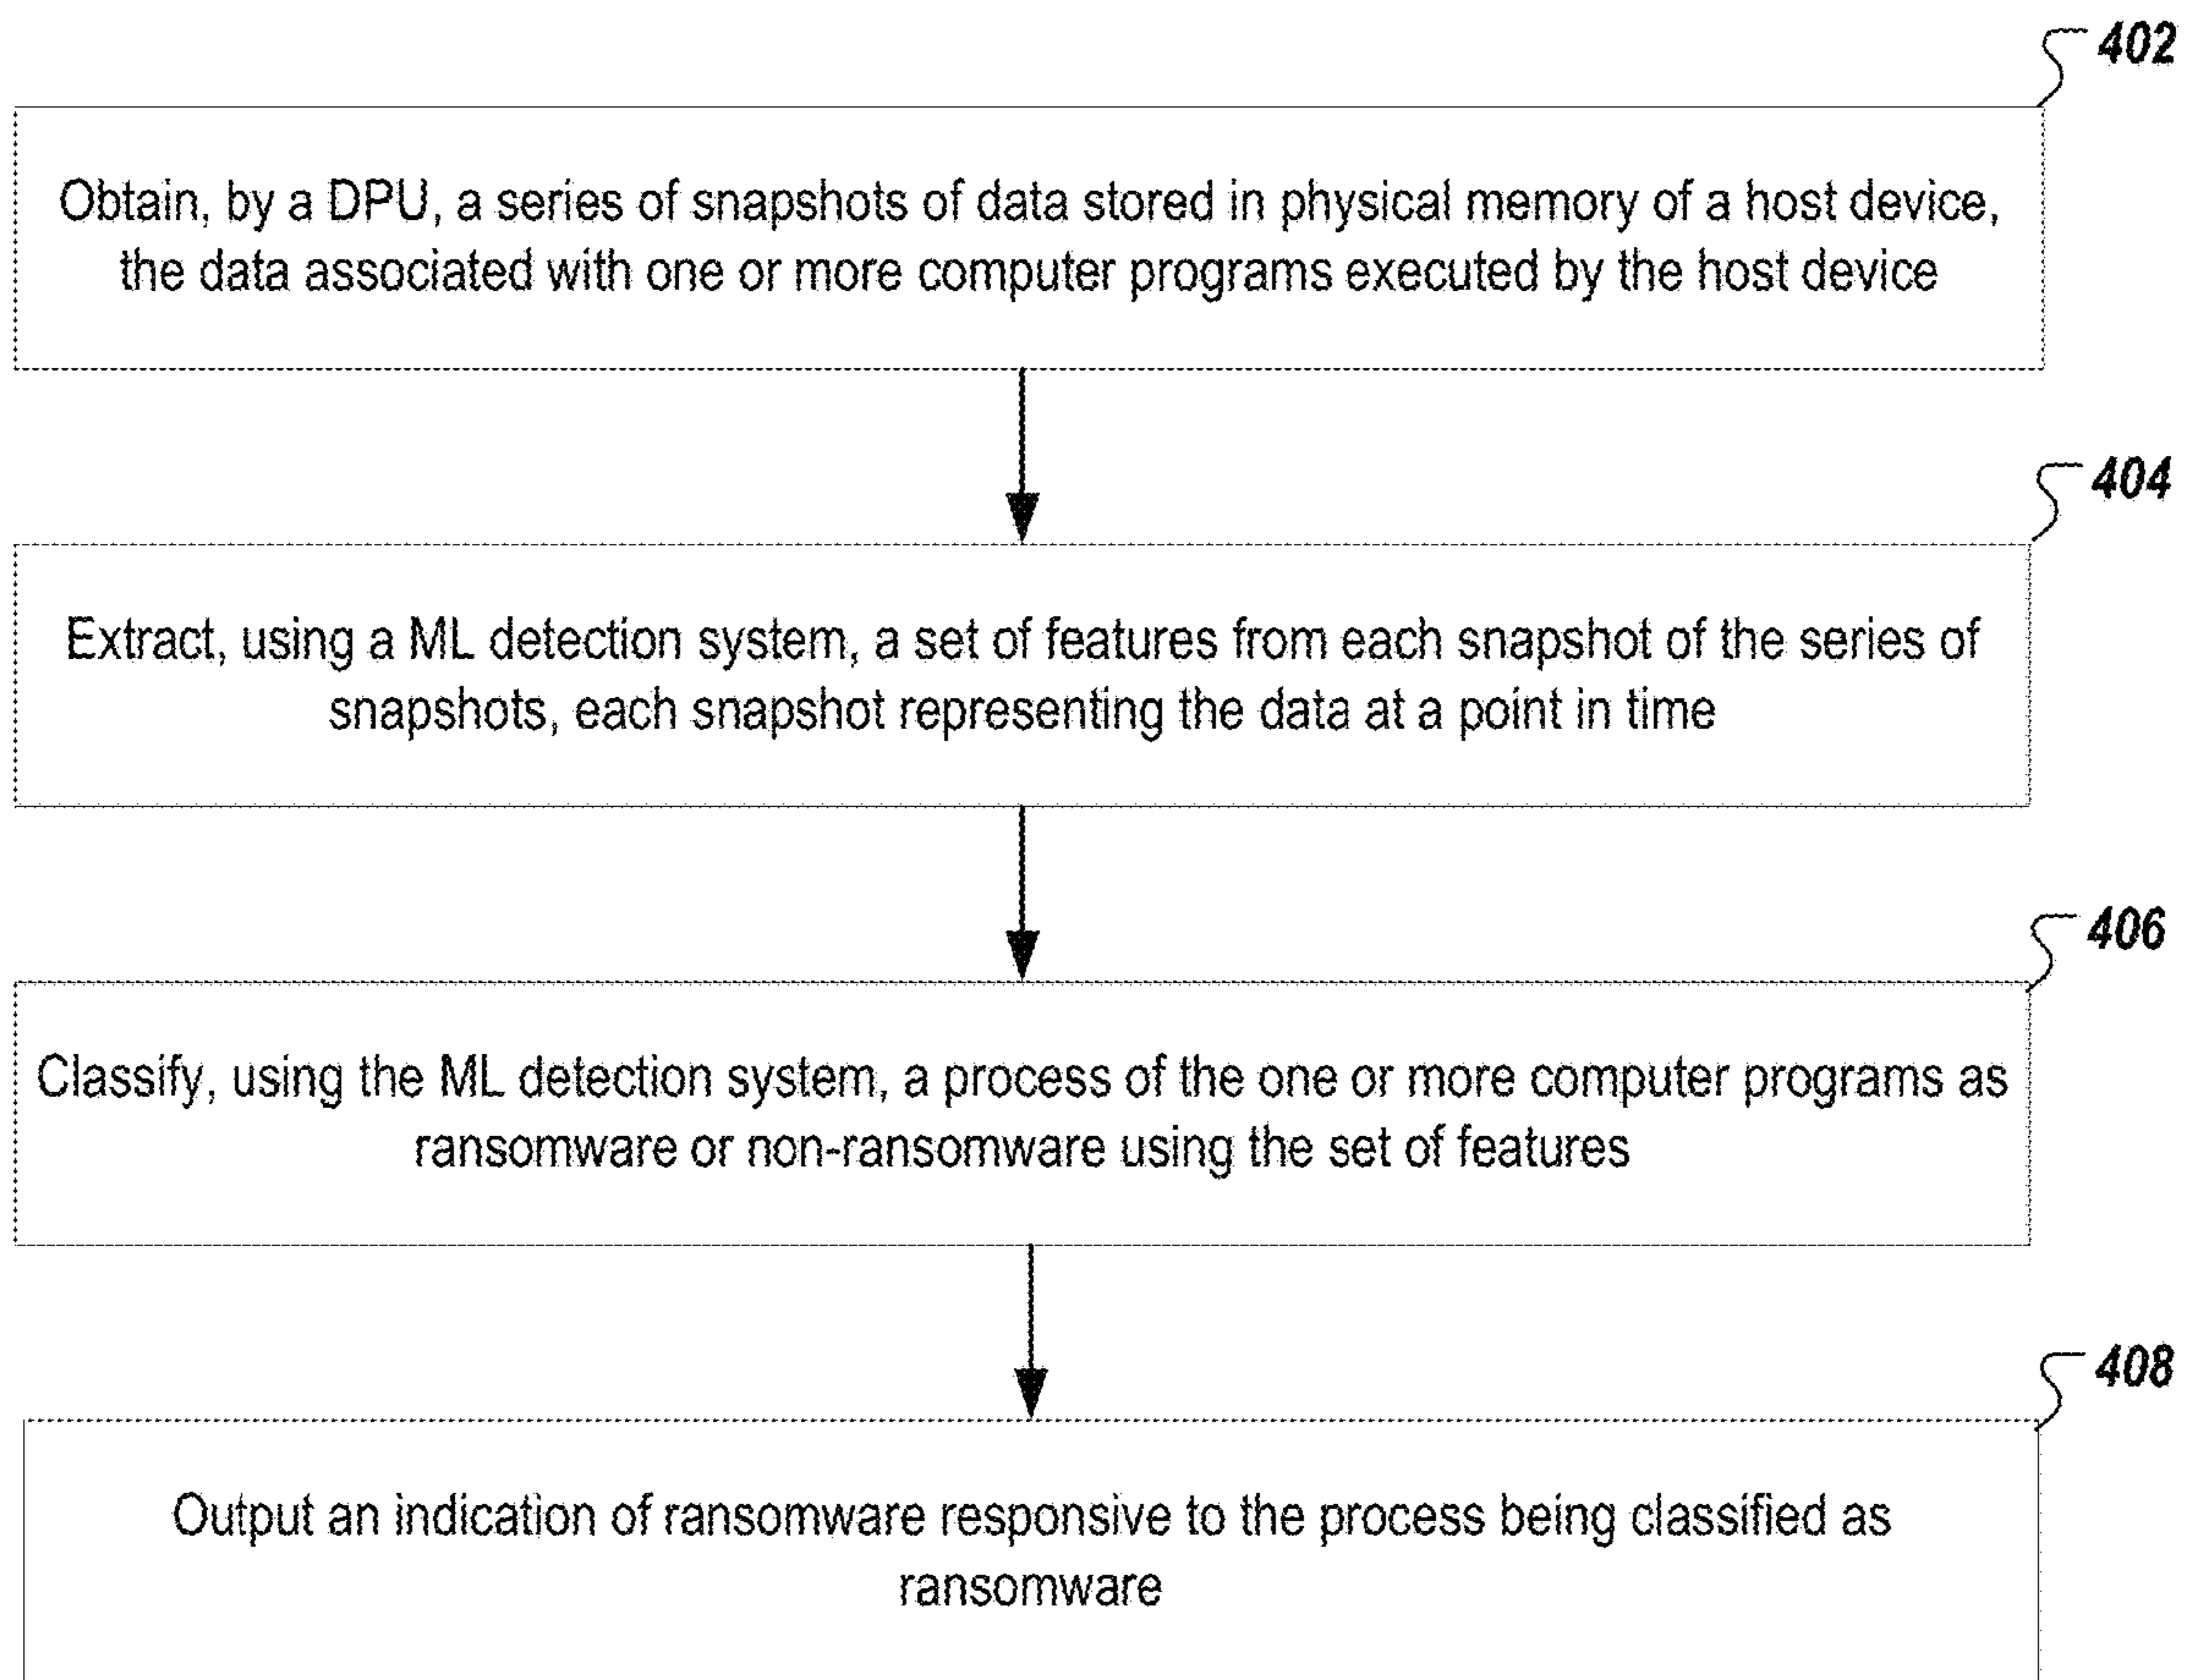 402
Obtain, by a DPU, a series of snapshots of data stored in physical memory of a host device,
the data associated with one or more computer programs executed by the host device
404
Extract, using a ML detection system, a set of features from each snapshot of the series of
snapshots, each snapshot representing the data at a point in time
406
Classify, using the ML detection system, a process of the one or more computer programs as
ransomware or non-ransomware using the set of features
408
Output an indication of ransomware responsive to the process being classified as
ransomware